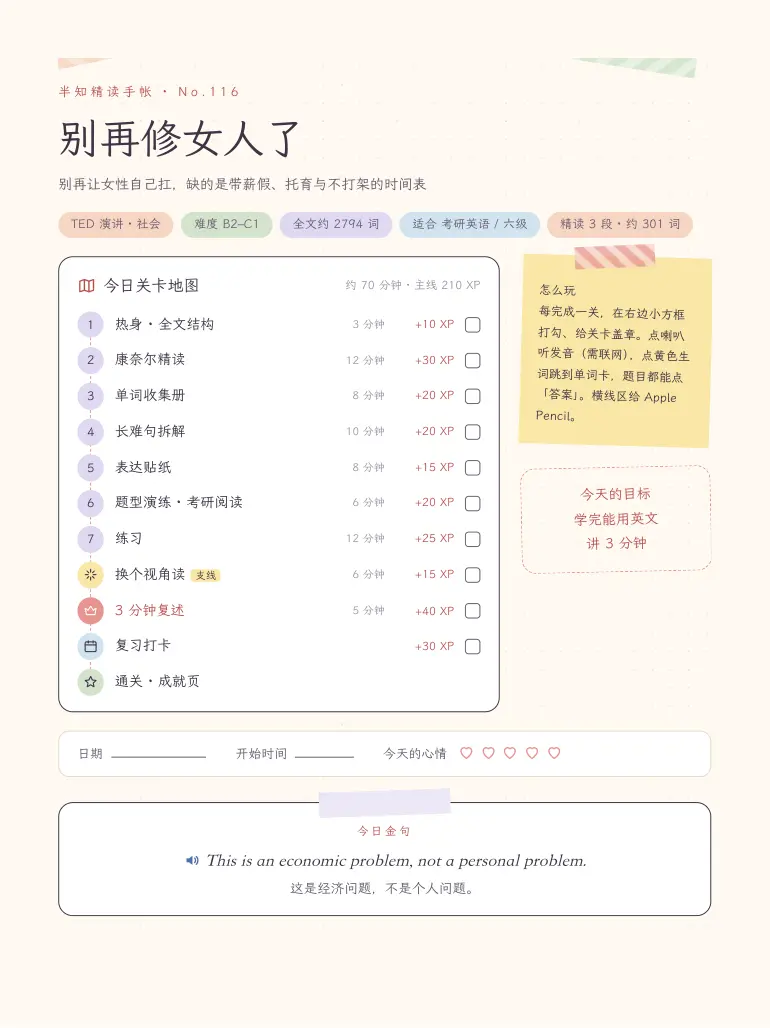 半知精读手帐 · No.116
别再修女人了
别再让女性自己扛，缺的是带薪假、托育与不打架的时间表
TED 演讲 · 社会
难度 B2–C1
全文约 2794 词
适合 考研英语 / 六级
精读 3 段 · 约 301 词
今日关卡地图
约 70 分钟 · 主线 210 XP
1 热身 · 全文结构 3 分钟 +10 XP
2 康奈尔精读 12 分钟 +30 XP
3 单词收集册 8 分钟 +20 XP
4 长难句拆解 10 分钟 +20 XP
5 表达贴纸 8 分钟 +15 XP
6 题型演练 · 考研阅读 6 分钟 +20 XP
7 练习 12 分钟 +25 XP
换个视角读 支线 6 分钟 +15 XP
3 分钟复述 5 分钟 +40 XP
复习打卡 +30 XP
通关 · 成就页
怎么玩
每完成一关，在右边小方框
打勾、给关卡盖章。点喇叭
听发音（需联网），点黄色生
词跳到单词卡，题目都能点
「答案」。横线区给 Apple
Pencil。
今天的目标
学完能用英文
讲 3 分钟
日期 开始时间 今天的心情
今日金句
This is an economic problem, not a personal problem.
这是经济问题，不是个人问题。